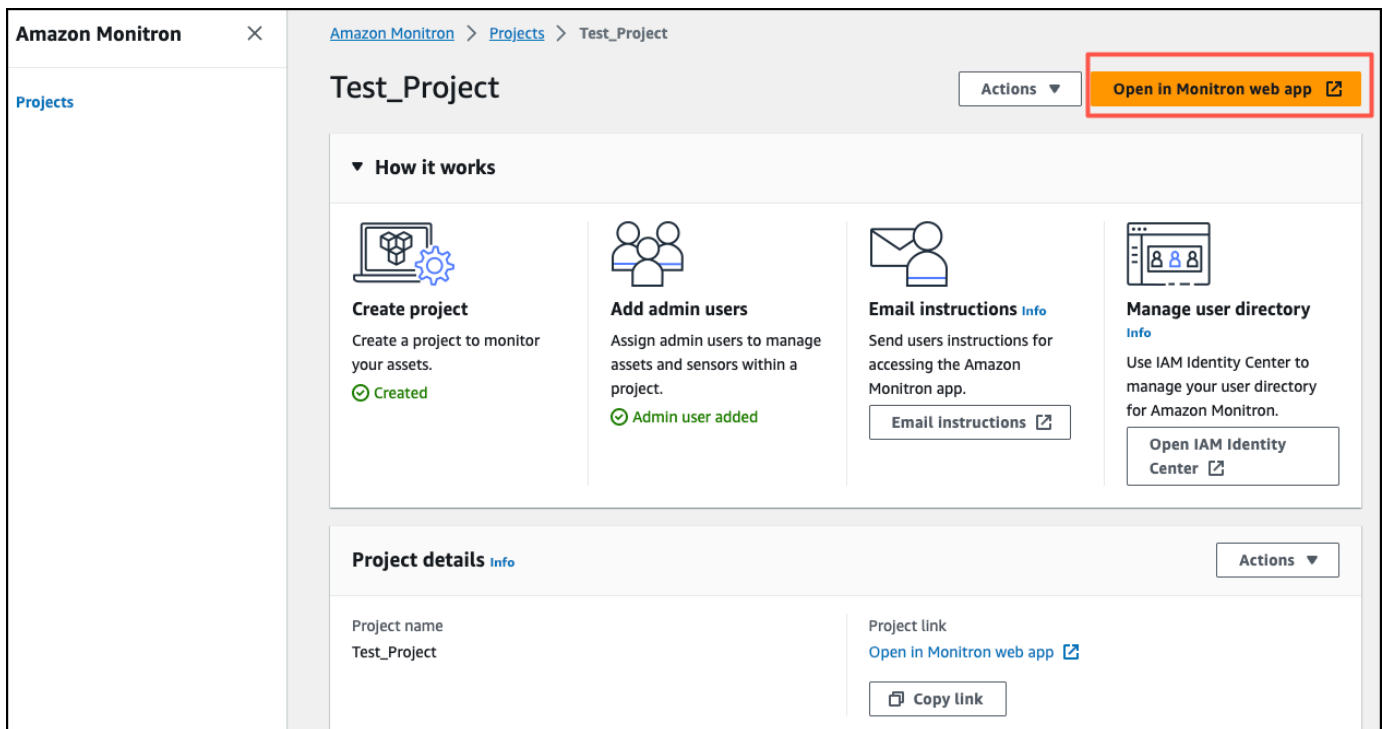 Amazon Monitron
Projects
Amazon Monitron > Projects > Test_Project
Test_Project
Actions
Open in Monitron web app
How it works
Create project
Create a project to monitor
your assets.
Created
Add admin users
Assign admin users to manage
assets and sensors within a
project.
Admin user added
Email instructions Info
Send users instructions for
accessing the Amazon
Monitron app.
Email instructions
Manage user directory
Info
Use IAM Identity Center to
manage your user directory
for Amazon Monitron.
Open IAM Identity
Center
Project details Info
Actions
Project name
Test_Project
Project link
Open in Monitron web app
Copy link